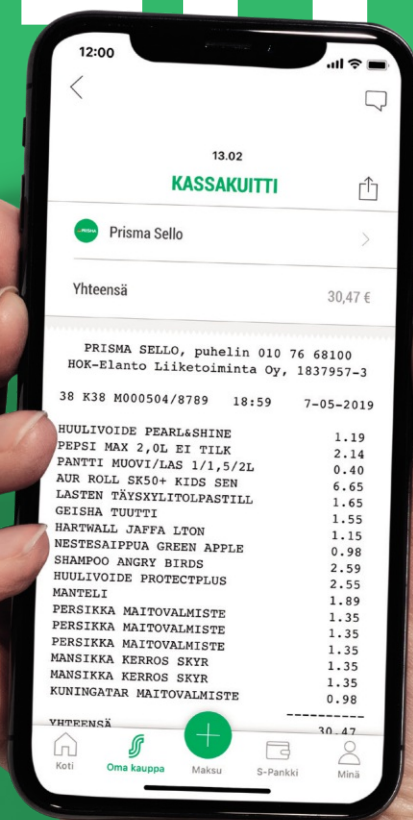 12:00
13.02
KASSAKUITTI
PRISMA Prisma Sello
Yhteensä 30,47 €
PRISMA SELLO, puhelin 010 76 68100
HOK-Elanto Liiketoiminta Oy, 1837957-3
38 K38 M000504/8789 18:59 7-05-2019
HUULIVOIDE PEARL&SHINE 1.19
PEPSI MAX 2,0L EI TILK 2.14
PANTTI MUOVI/LAS 1/1,5/2L 0.40
AUR ROLL SK50+ KIDS SEN 6.65
LASTEN TÄYSXYLITOLPASTILL 1.65
GEISHA TUUTTI 1.55
HARTWALL JAFFA LTON 1.15
NESTESAIPPUA GREEN APPLE 0.98
SHAMPOO ANGRY BIRDS 2.59
HUULIVOIDE PROTECTPLUS 2.55
MANTELI 1.89
PERSIKKA MAITOVALMISTE 1.35
PERSIKKA MAITOVALMISTE 1.35
PERSIKKA MAITOVALMISTE 1.35
MANSIKKA KERROS SKYR 1.35
MANSIKKA KERROS SKYR 1.35
KUNINGATAR MAITOVALMISTE 0.98
----------
YHTEENSÄ 30.47
Koti Oma kauppa Maksu S-Pankki Minä